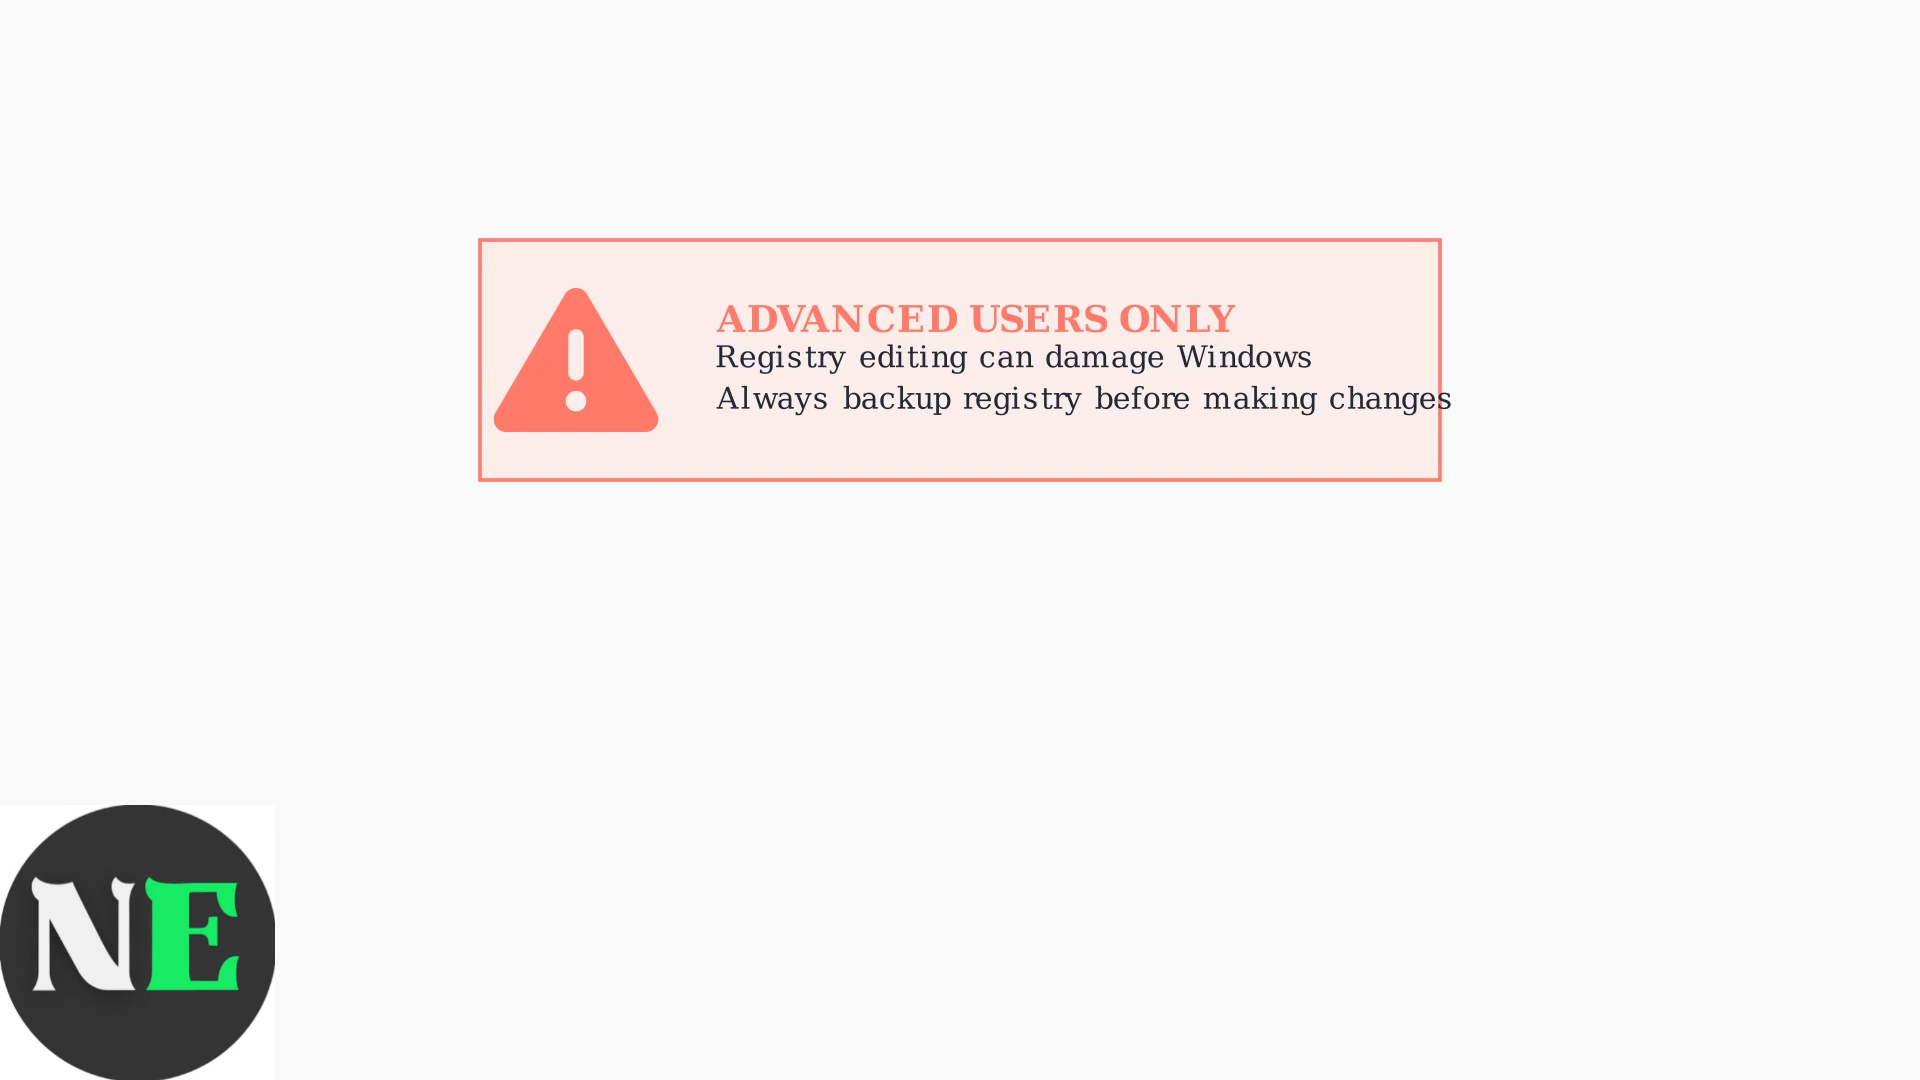 ADVANCED USERS ONLY
Registry editing can damage Windows
Always backup registry before making changes
NE